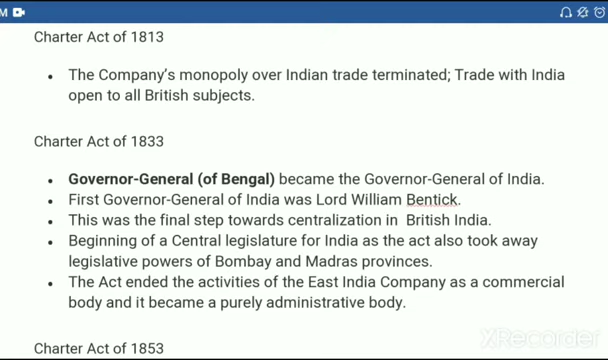 M
Charter Act of 1813
• The Company's monopoly over Indian trade terminated; Trade with India
open to all British subjects.
Charter Act of 1833
• Governor-General (of Bengal) became the Governor-General of India.
• First Governor-General of India was Lord William Bentick.
• This was the final step towards centralization in British India.
• Beginning of a Central legislature for India as the act also took away
legislative powers of Bombay and Madras provinces.
• The Act ended the activities of the East India Company as a commercial
body and it became a purely administrative body.
XRecorder
Charter Act of 1853